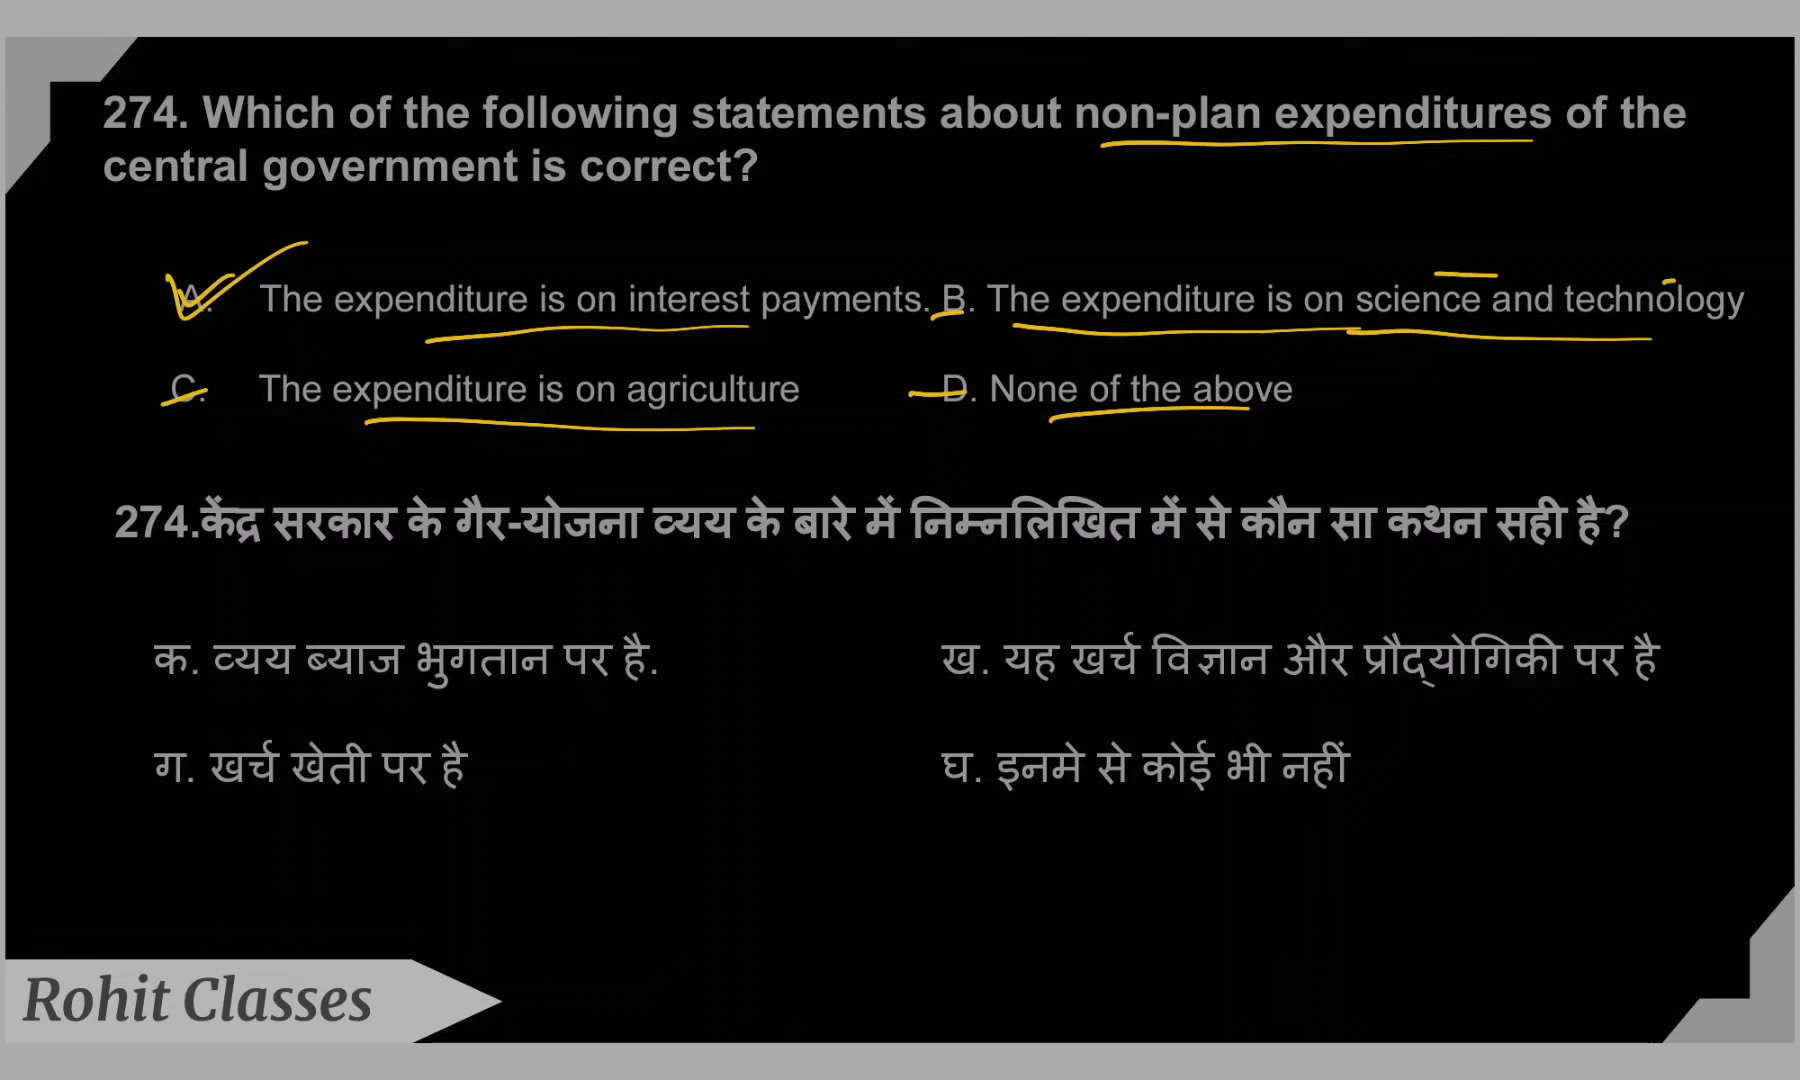 274. Which of the following statements about non-plan expenditures of the
central government is correct?
A. The expenditure is on interest payments. B. The expenditure is on science and technology
C. The expenditure is on agriculture D. None of the above
274.केंद्र सरकार के गैर-योजना व्यय के बारे में निम्नलिखित में से कौन सा कथन सही है?
क. व्यय ब्याज भुगतान पर है. ख. यह खर्च विज्ञान और प्रौद्योगिकी पर है
ग. खर्च खेती पर है घ. इनमे से कोई भी नहीं
Rohit Classes